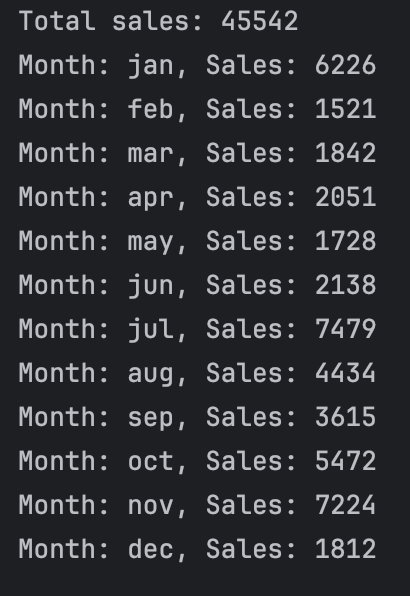 Total sales: 45542
Month: jan, Sales: 6226
Month: feb, Sales: 1521
Month: mar, Sales: 1842
Month: apr, Sales: 2051
Month: may, Sales: 1728
Month: jun, Sales: 2138
Month: jul, Sales: 7479
Month: aug, Sales: 4434
Month: sep, Sales: 3615
Month: oct, Sales: 5472
Month: nov, Sales: 7224
Month: dec, Sales: 1812